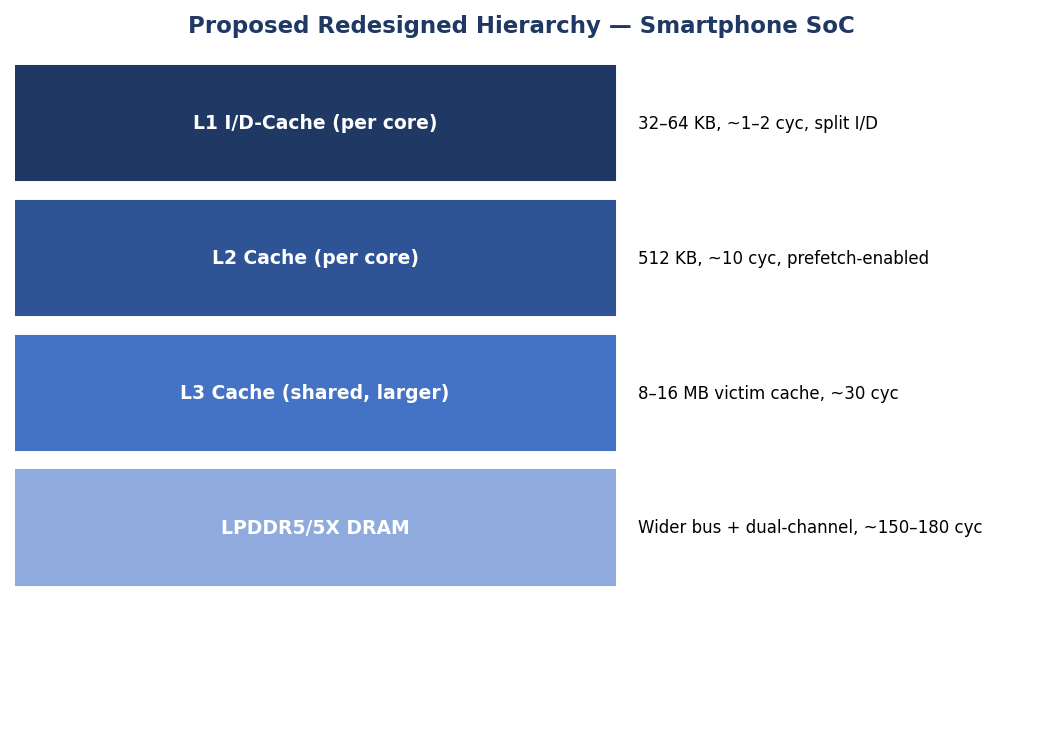 Proposed Redesigned Hierarchy — Smartphone SoC
L1 I/D-Cache (per core)
32–64 KB, ~1–2 cyc, split I/D
L2 Cache (per core)
512 KB, ~10 cyc, prefetch-enabled
L3 Cache (shared, larger)
8–16 MB victim cache, ~30 cyc
LPDDR5/5X DRAM
Wider bus + dual-channel, ~150–180 cyc